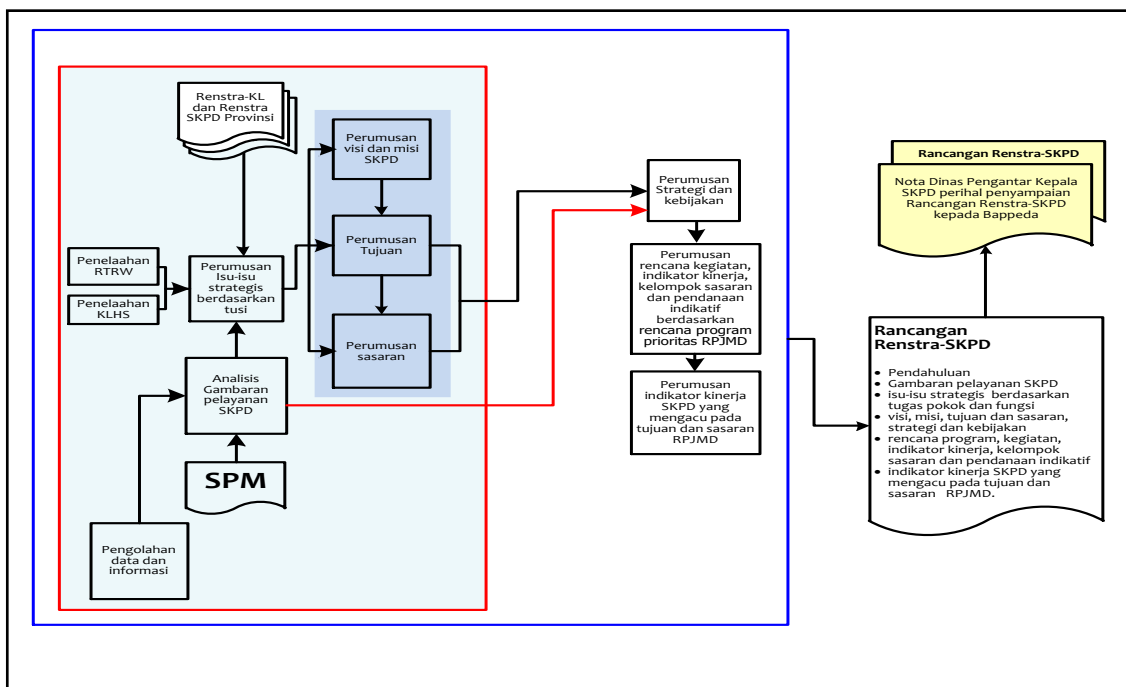 Renstra-KL
dan Renstra
SKPD Provinsi
Perumusan
visi dan misi
SKPD
Perumusan
Tujuan
Perumusan
sasaran
Penelaahan
RTRW
Penelaahan
KLHS
Perumusan
Isu-isu
strategis
berdasarkan
tusi
Analisis
Gambaran
pelayanan
SKPD
SPM
Pengolahan
data dan
informasi
Perumusan
Strategi dan
kebijakan
Perumusan
rencana kegiatan,
indikator kinerja,
kelompok sasaran
dan pendanaan
indikatif
berdasarkan
rencana program
prioritas RPJMD
Perumusan
indikator kinerja
SKPD yang
mengacu pada
tujuan dan sasaran
RPJMD
Rancangan Renstra-SKPD
Nota Dinas Pengantar Kepala
SKPD perihal penyampaian
Rancangan Renstra-SKPD
kepada Bappeda
Rancangan
Renstra-SKPD
• Pendahuluan
• Gambaran pelayanan SKPD
• isu-isu strategis berdasarkan
tugas pokok dan fungsi
• visi, misi, tujuan dan sasaran,
strategi dan kebijakan
• rencana program, kegiatan,
indikator kinerja, kelompok
sasaran dan pendanaan indikatif
• indikator kinerja SKPD yang
mengacu pada tujuan dan
sasaran RPJMD.